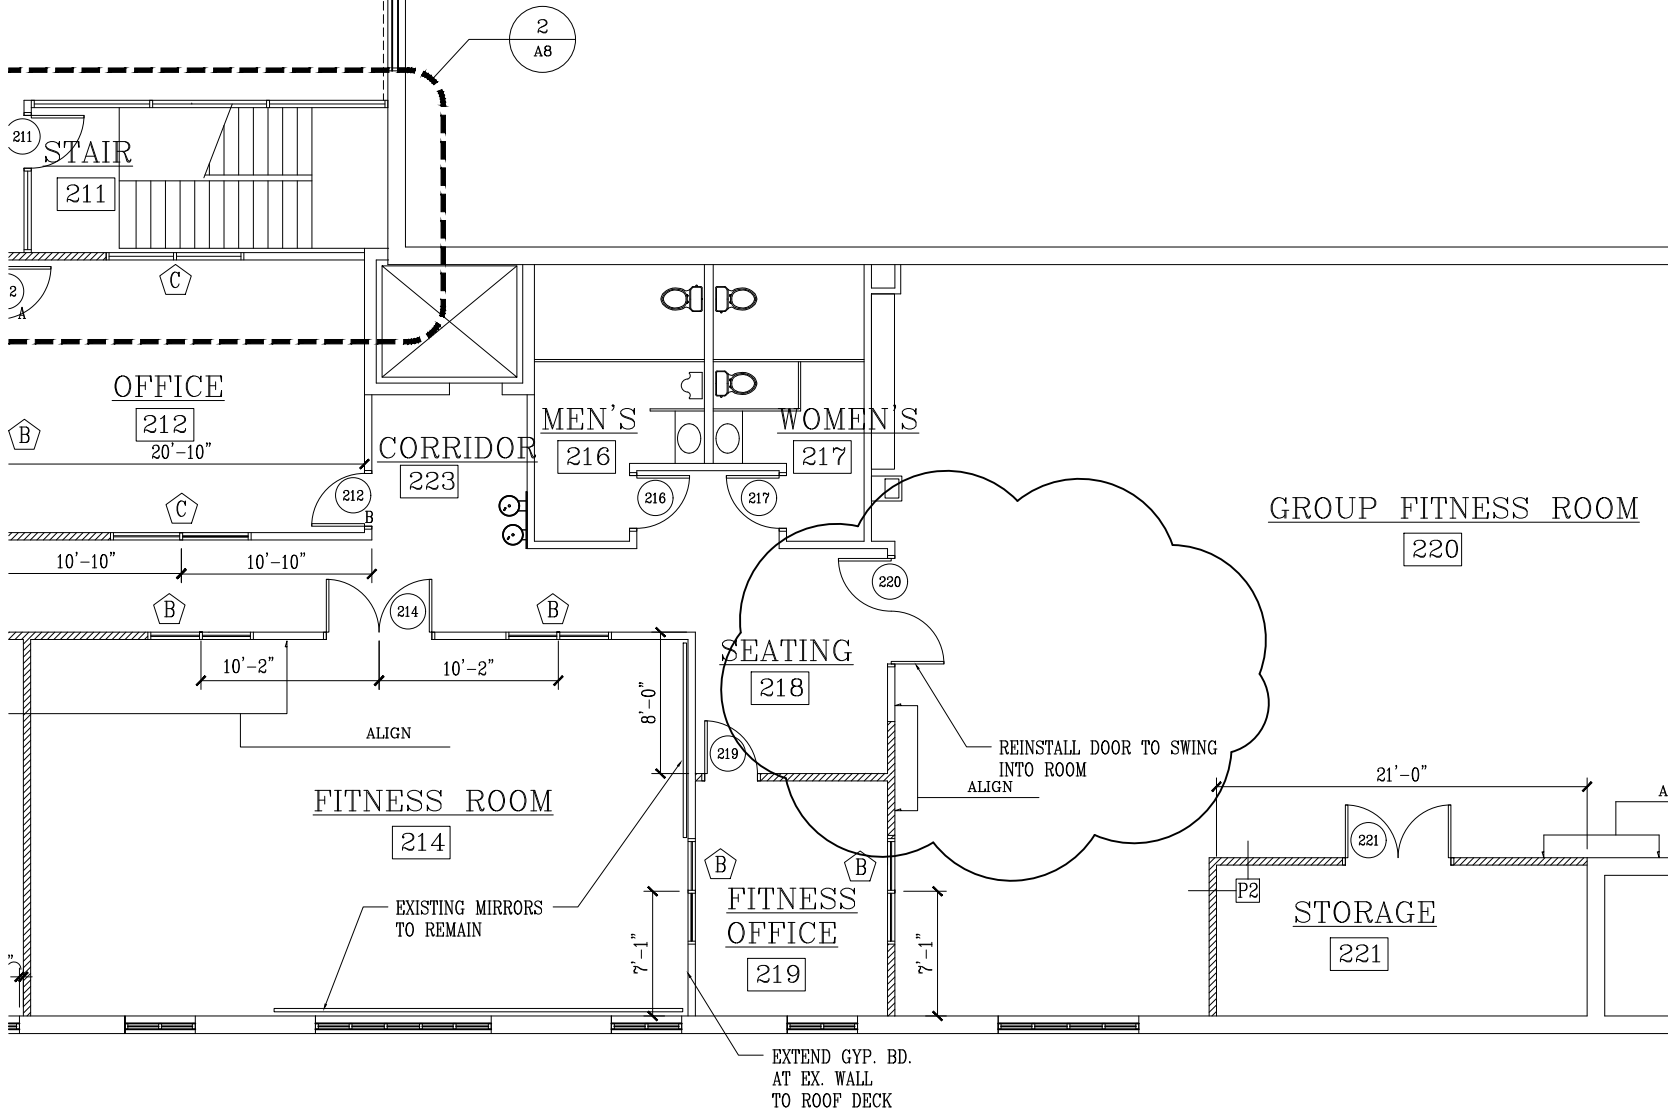 2
A8
211
STAIR
211
C
2
A
OFFICE
212
B
20'-10"
CORRIDOR
223
MEN'S
216
WOMEN'S
217
212
B
C
216
217
GROUP FITNESS ROOM
220
10'-10"
10'-10"
220
B
214
B
SEATING
218
10'-2"
10'-2"
8'-0"
ALIGN
219
REINSTALL DOOR TO SWING
INTO ROOM
ALIGN
21'-0"
A
FITNESS ROOM
214
221
B
B
P2
EXISTING MIRRORS
TO REMAIN
FITNESS
OFFICE
219
STORAGE
221
7'-1"
7'-1"
EXTEND GYP. BD.
AT EX. WALL
TO ROOF DECK